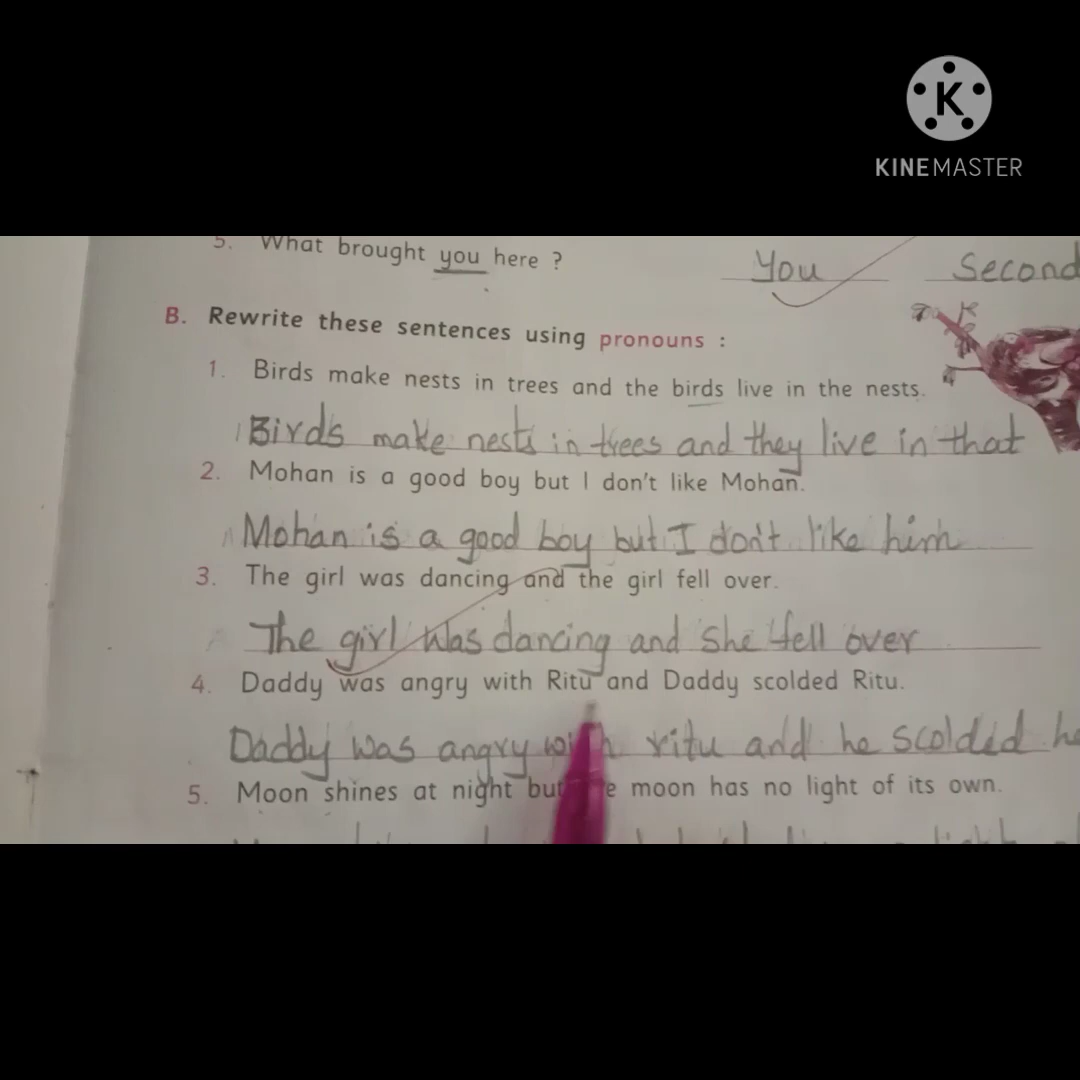 KINEMASTER
5. What brought you here ? You Second
B. Rewrite these sentences using pronouns :
1. Birds make nests in trees and the birds live in the nests.
Birds make nests in trees and they live in that
2. Mohan is a good boy but I don't like Mohan.
Mohan is a good boy but I don't like him
3. The girl was dancing and the girl fell over.
The girl was dancing and she fell over
4. Daddy was angry with Ritu and Daddy scolded Ritu.
Daddy was angry with ritu and he scolded he
5. Moon shines at night but the moon has no light of its own.